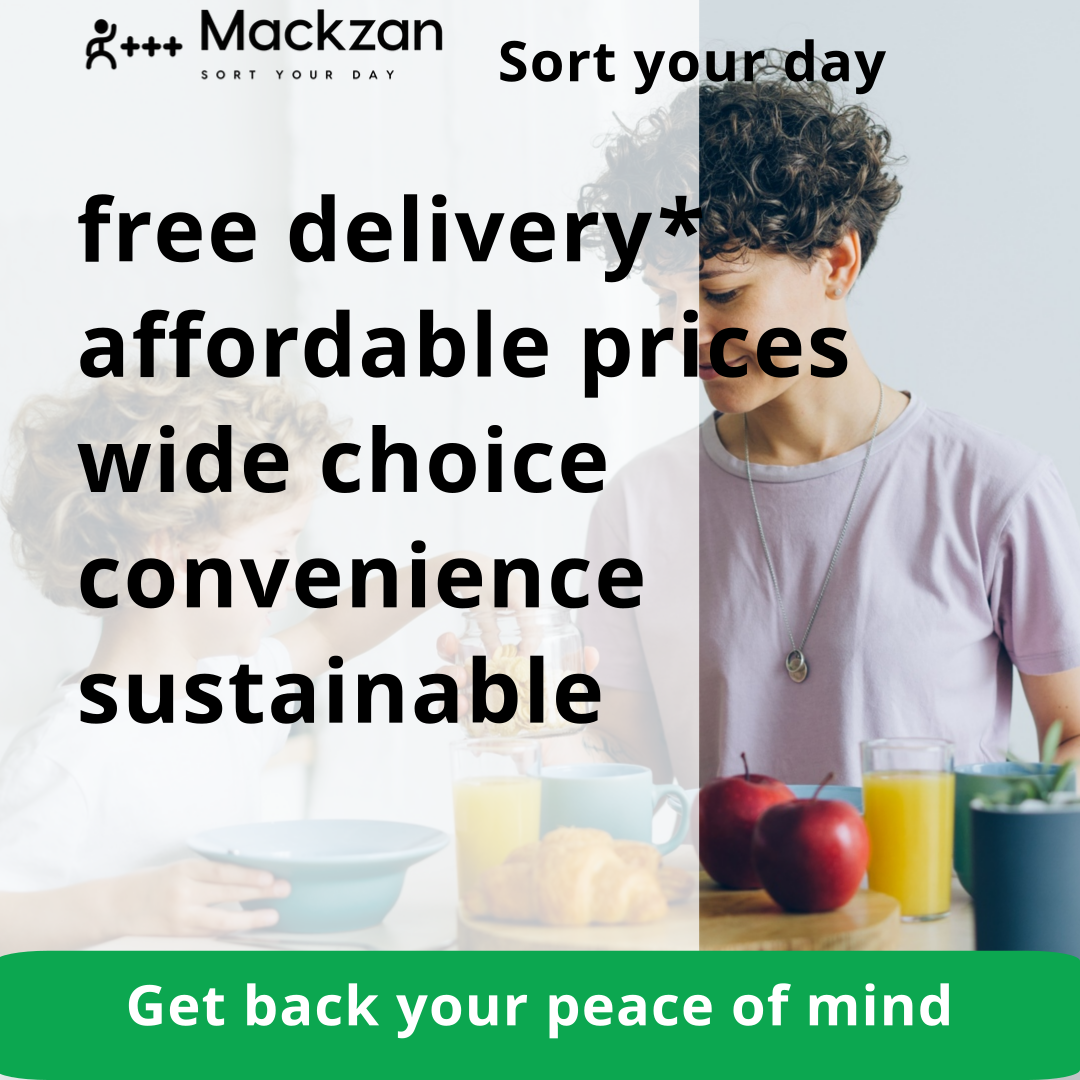 Mackzan
SORT YOUR DAY
Sort your day
free delivery*
affordable prices
wide choice
convenience
sustainable
Get back your peace of mind